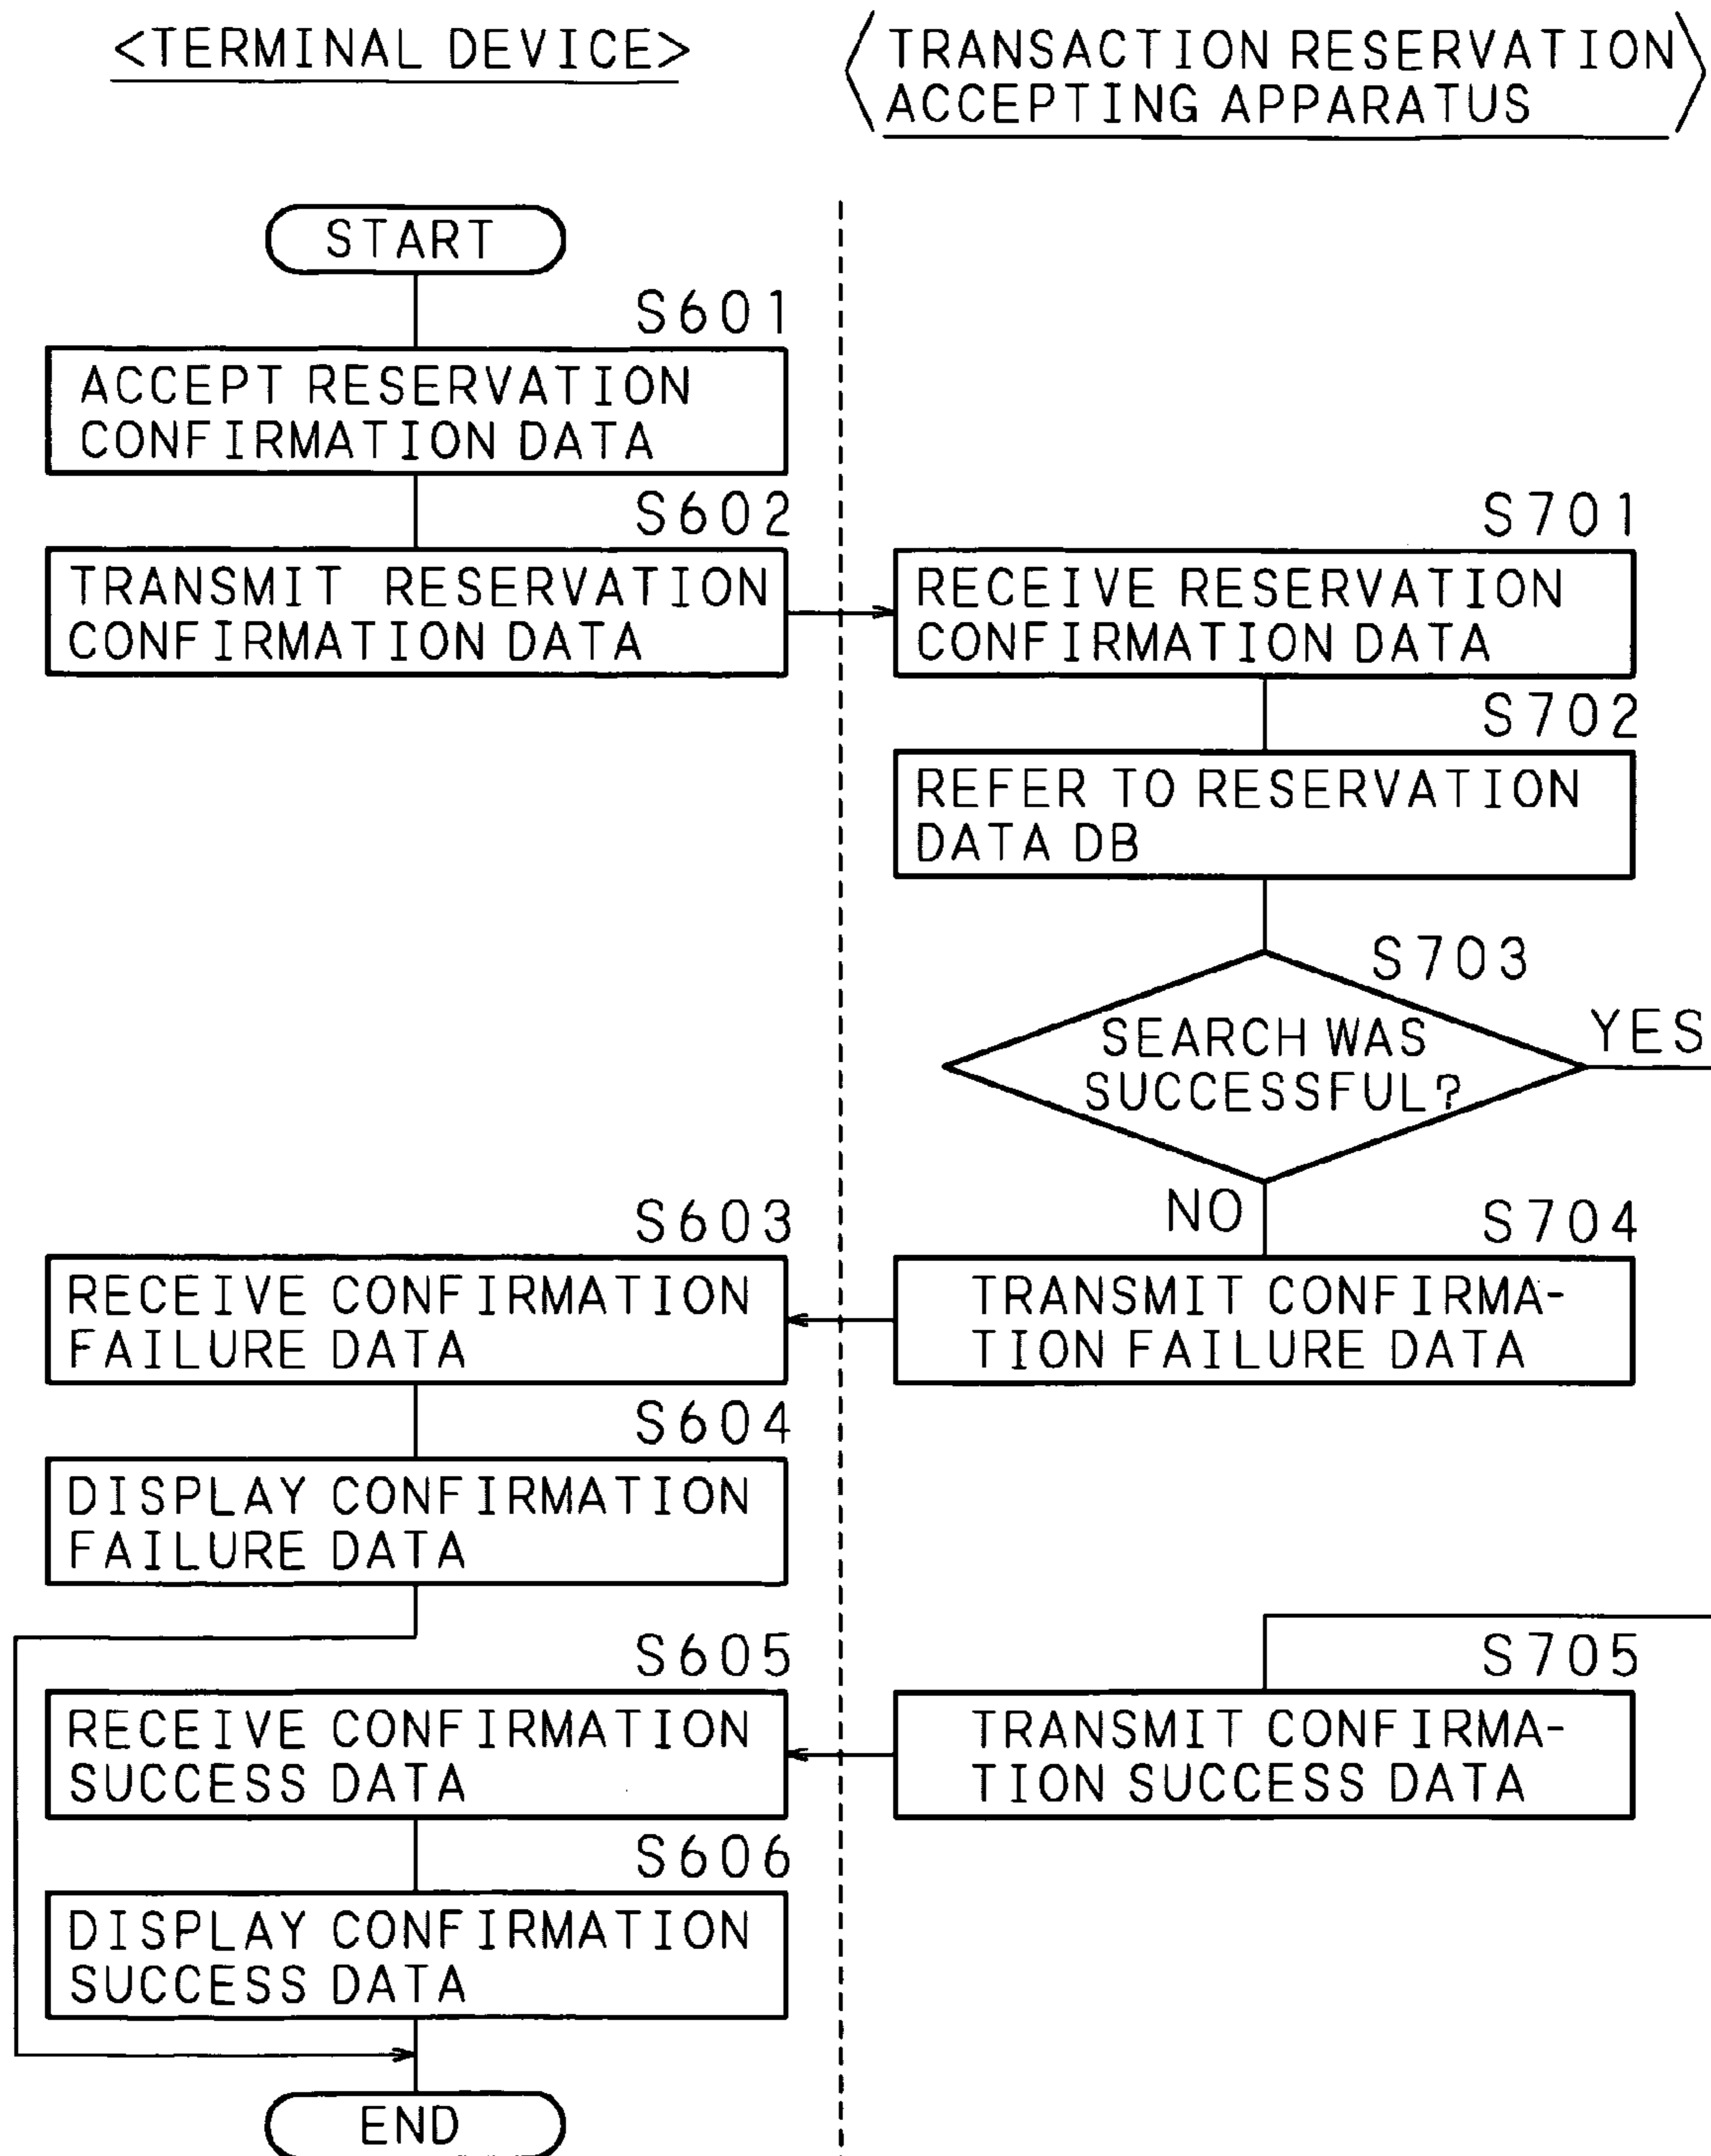 <TERMINAL DEVICE>
<TRANSACTION RESERVATION
ACCEPTING APPARATUS>
START
S601
ACCEPT RESERVATION
CONFIRMATION DATA
S602
TRANSMIT RESERVATION
CONFIRMATION DATA
S701
RECEIVE RESERVATION
CONFIRMATION DATA
S702
REFER TO RESERVATION
DATA DB
S703
SEARCH WAS
SUCCESSFUL?
YES
NO
S704
TRANSMIT CONFIRMA-
TION FAILURE DATA
S603
RECEIVE CONFIRMATION
FAILURE DATA
S604
DISPLAY CONFIRMATION
FAILURE DATA
S705
TRANSMIT CONFIRMA-
TION SUCCESS DATA
S605
RECEIVE CONFIRMATION
SUCCESS DATA
S606
DISPLAY CONFIRMATION
SUCCESS DATA
END